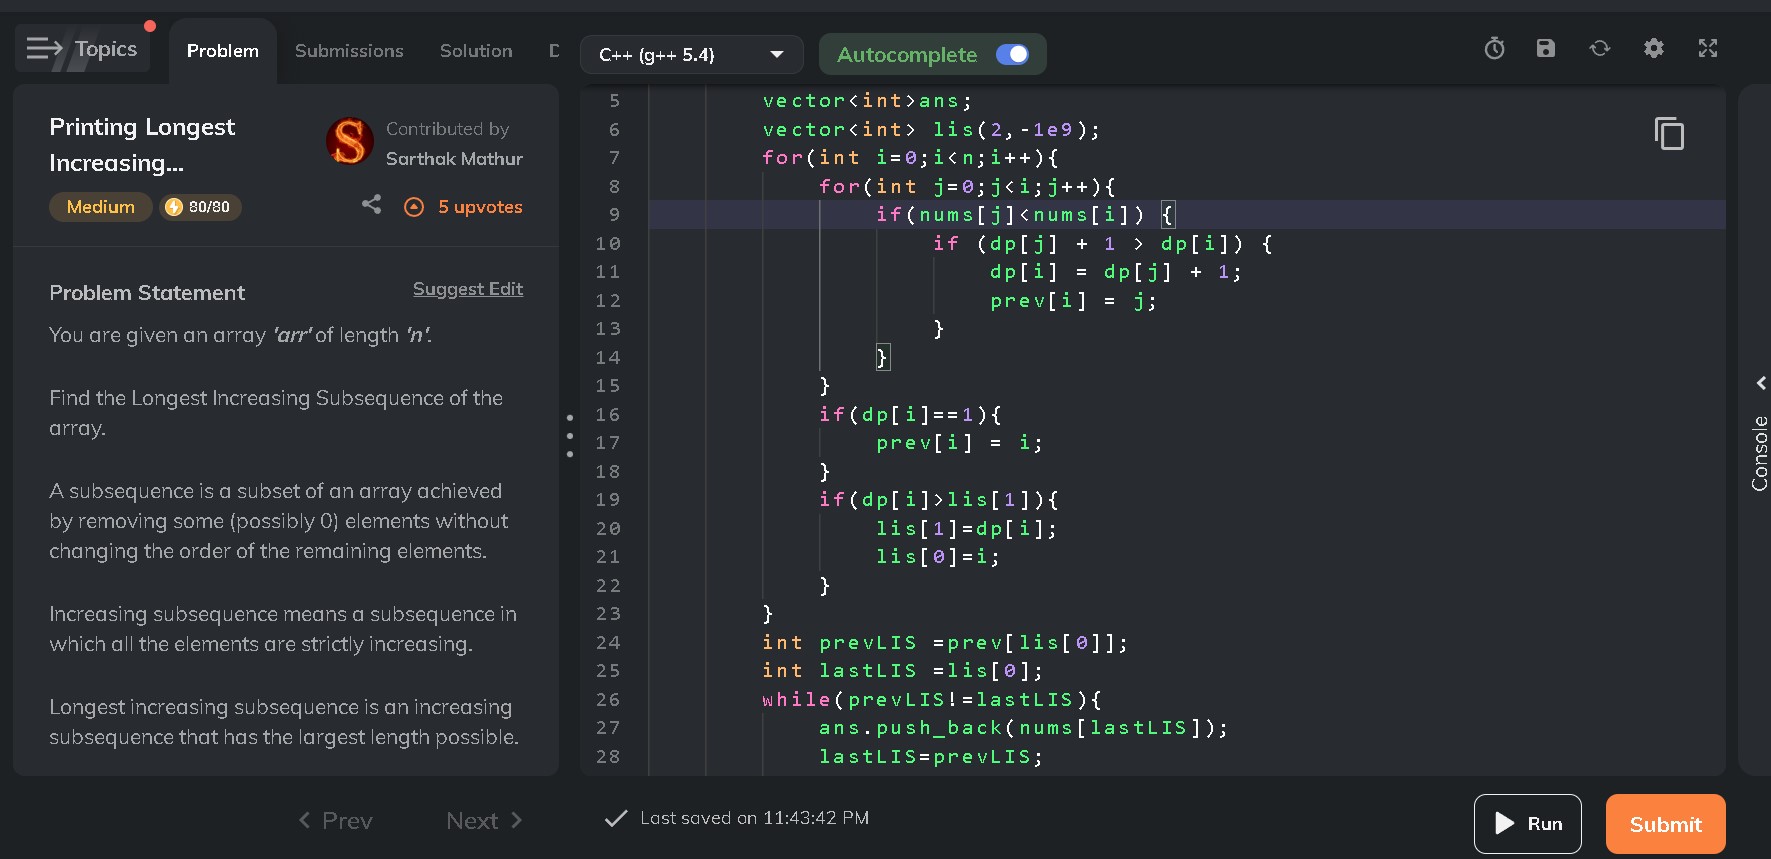 Topics
Problem
Submissions
Solution
D
C++ (g++ 5.4)
Autocomplete
Printing Longest
Increasing...
Contributed by
Sarthak Mathur
Medium
80/80
5 upvotes
Problem Statement
Suggest Edit
You are given an array 'arr' of length 'n'.
Find the Longest Increasing Subsequence of the
array.
A subsequence is a subset of an array achieved
by removing some (possibly 0) elements without
changing the order of the remaining elements.
Increasing subsequence means a subsequence in
which all the elements are strictly increasing.
Longest increasing subsequence is an increasing
subsequence that has the largest length possible.
Prev
Next
5 vector<int>ans;
6 vector<int> lis(2,-1e9);
7 for(int i=0;i<n;i++){
8 for(int j=0;j<i;j++){
9 if(nums[j]<nums[i]) {
10 if (dp[j] + 1 > dp[i]) {
11 dp[i] = dp[j] + 1;
12 prev[i] = j;
13 }
14 }
15 }
16 if(dp[i]==1){
17 prev[i] = i;
18 }
19 if(dp[i]>lis[1]){
20 lis[1]=dp[i];
21 lis[0]=i;
22 }
23 }
24 int prevLIS =prev[lis[0]];
25 int lastLIS =lis[0];
26 while(prevLIS!=lastLIS){
27 ans.push_back(nums[lastLIS]);
28 lastLIS=prevLIS;
Console
Last saved on 11:43:42 PM
Run
Submit